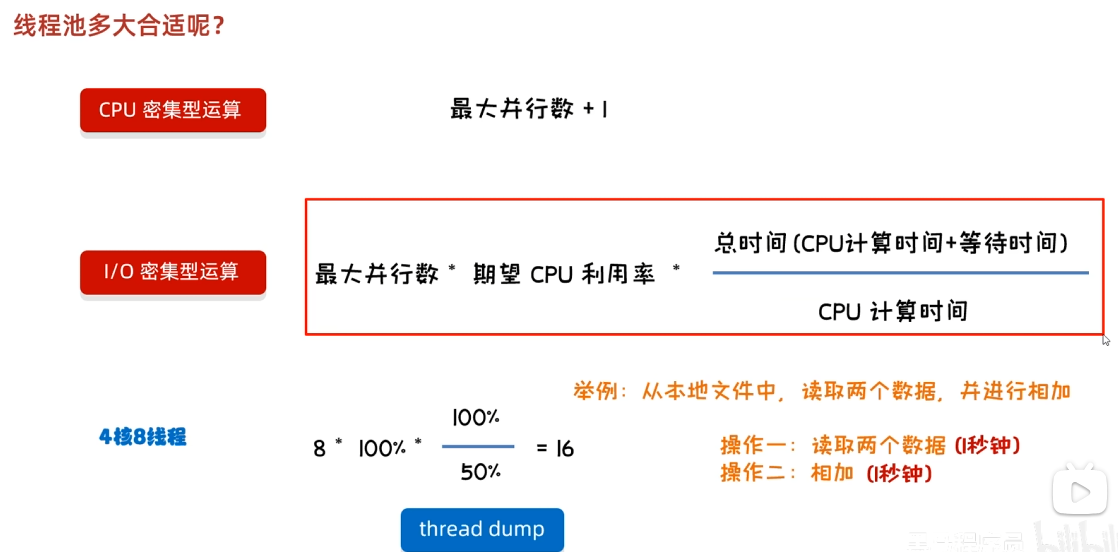 线程池多大合适呢？
CPU 密集型运算
最大并行数 + 1
I/O 密集型运算
最大并行数 * 期望 CPU 利用率 *
总时间(CPU计算时间+等待时间)
CPU 计算时间
举例：从本地文件中，读取两个数据，并进行相加
4核8线程
8 * 100% *
100%
50%
= 16
操作一：读取两个数据 (1秒钟)
操作二：相加 (1秒钟)
thread dump
bilibili